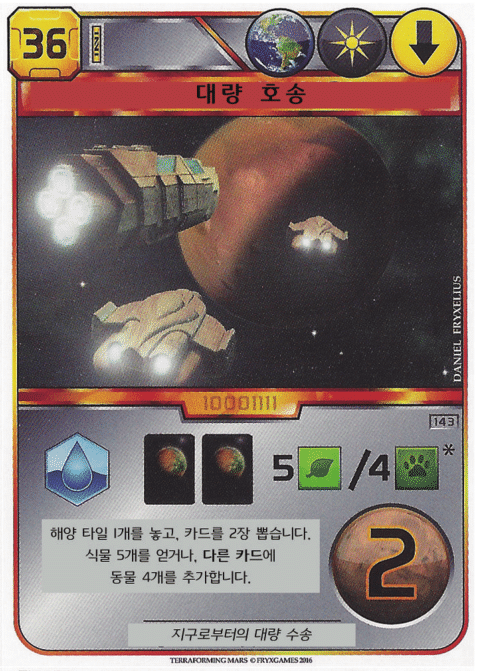 36
대량 호송
DANIEL FRYXELIUS
10001111
143
5 /4 *
해양 타일 1개를 놓고, 카드를 2장 뽑습니다.
식물 5개를 얻거나, 다른 카드에
동물 4개를 추가합니다.
2
지구로부터의 대량 수송
TERRAFORMING MARS © FRYXGAMES 2016